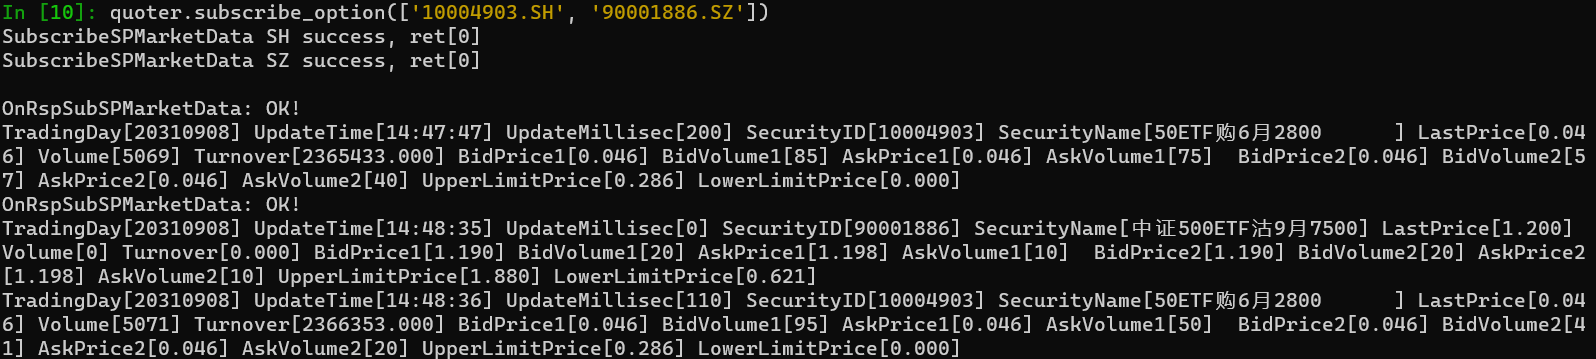 In [10]: quoter.subscribe_option(['10004903.SH', '90001886.SZ'])
SubscribeSPMarketData SH success, ret[0]
SubscribeSPMarketData SZ success, ret[0]
OnRspSubSPMarketData: OK!
TradingDay[20310908] UpdateTime[14:47:47] UpdateMillisec[200] SecurityID[10004903] SecurityName[50ETF购6月2800      ] LastPrice[0.04
6] Volume[5069] Turnover[2365433.000] BidPrice1[0.046] BidVolume1[85] AskPrice1[0.046] AskVolume1[75]  BidPrice2[0.046] BidVolume2[5
7] AskPrice2[0.046] AskVolume2[40] UpperLimitPrice[0.286] LowerLimitPrice[0.000]
OnRspSubSPMarketData: OK!
TradingDay[20310908] UpdateTime[14:48:35] UpdateMillisec[0] SecurityID[90001886] SecurityName[中证500ETF沽9月7500] LastPrice[1.200]
Volume[0] Turnover[0.000] BidPrice1[1.190] BidVolume1[20] AskPrice1[1.198] AskVolume1[10]  BidPrice2[1.190] BidVolume2[20] AskPrice2
[1.198] AskVolume2[10] UpperLimitPrice[1.880] LowerLimitPrice[0.621]
TradingDay[20310908] UpdateTime[14:48:36] UpdateMillisec[110] SecurityID[10004903] SecurityName[50ETF购6月2800      ] LastPrice[0.04
6] Volume[5071] Turnover[2366353.000] BidPrice1[0.046] BidVolume1[95] AskPrice1[0.046] AskVolume1[50]  BidPrice2[0.046] BidVolume2[4
1] AskPrice2[0.046] AskVolume2[20] UpperLimitPrice[0.286] LowerLimitPrice[0.000]